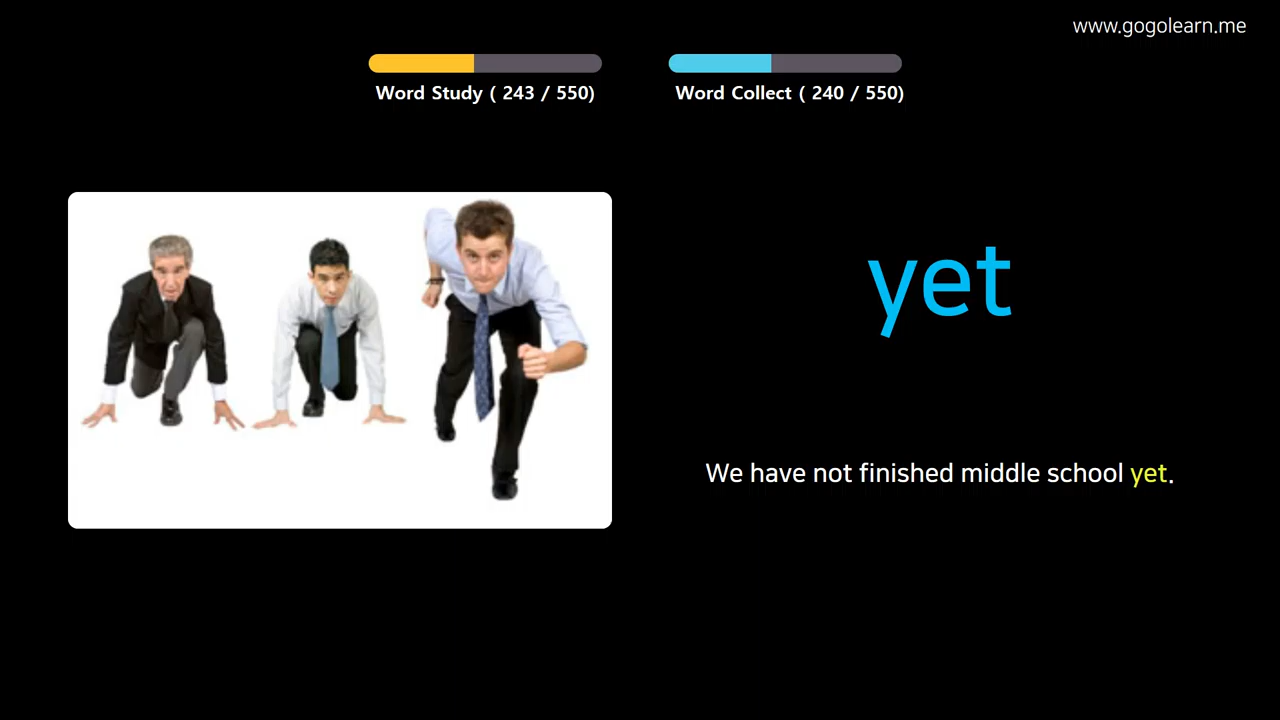 www.gogolearn.me
Word Study ( 243 / 550)
Word Collect ( 240 / 550)
yet
We have not finished middle school yet.